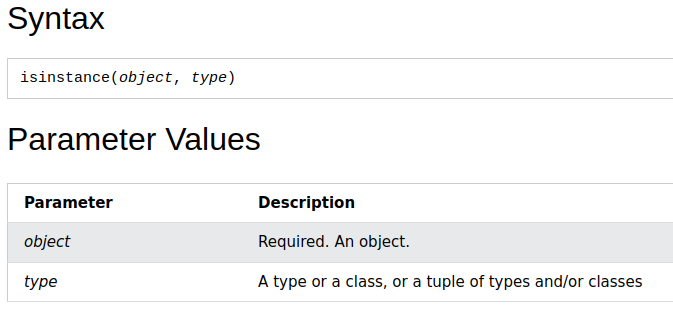 Syntax
isinstance(object, type)
Parameter Values
Parameter Description
object Required. An object.
type A type or a class, or a tuple of types and/or classes